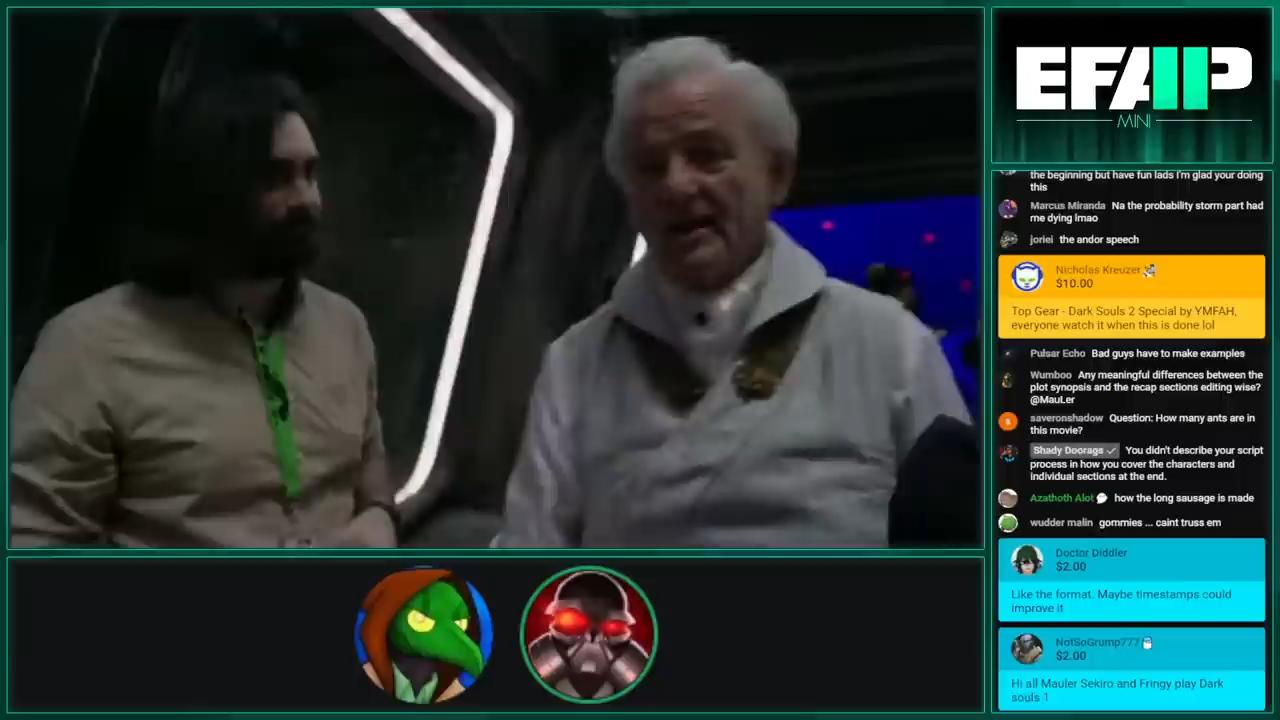 EFAP
MINI
the beginning but have fun lads I'm glad your doing
this
Marcus Miranda Na the probability storm part had
me dying lmao
joriei the andor speech
Nicholas Kreuzer
$10.00
Top Gear - Dark Souls 2 Special by YMFAH,
everyone watch it when this is done lol
Pulsar Echo Bad guys have to make examples
Wumboo Any meaningful differences between the
plot synopsis and the recap sections editing wise?
@MauLer
saveronshadow Question: How many ants are in
this movie?
Shady Doorags ✓ You didn't describe your script
process in how you cover the characters and
individual sections at the end.
Azathoth Alot how the long sausage is made
wudder malin gommies ... caint truss em
Doctor Diddler
$2.00
Like the format. Maybe timestamps could
improve it
NotSoGrump777
$2.00
Hi all Mauler Sekiro and Fringy play Dark
souls 1